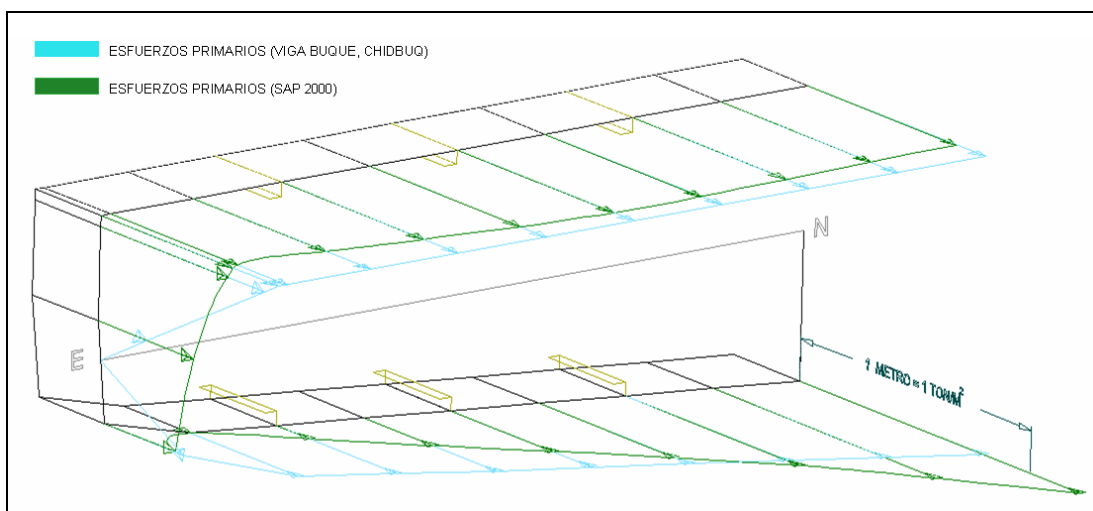 ESFUERZOS PRIMARIOS (VIGA BUQUE, CHIDBUQ)
ESFUERZOS PRIMARIOS (SAP 2000)
N
E
1 METRO = 1 TON/M²